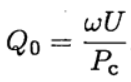 Q₀ = ωU / P_c